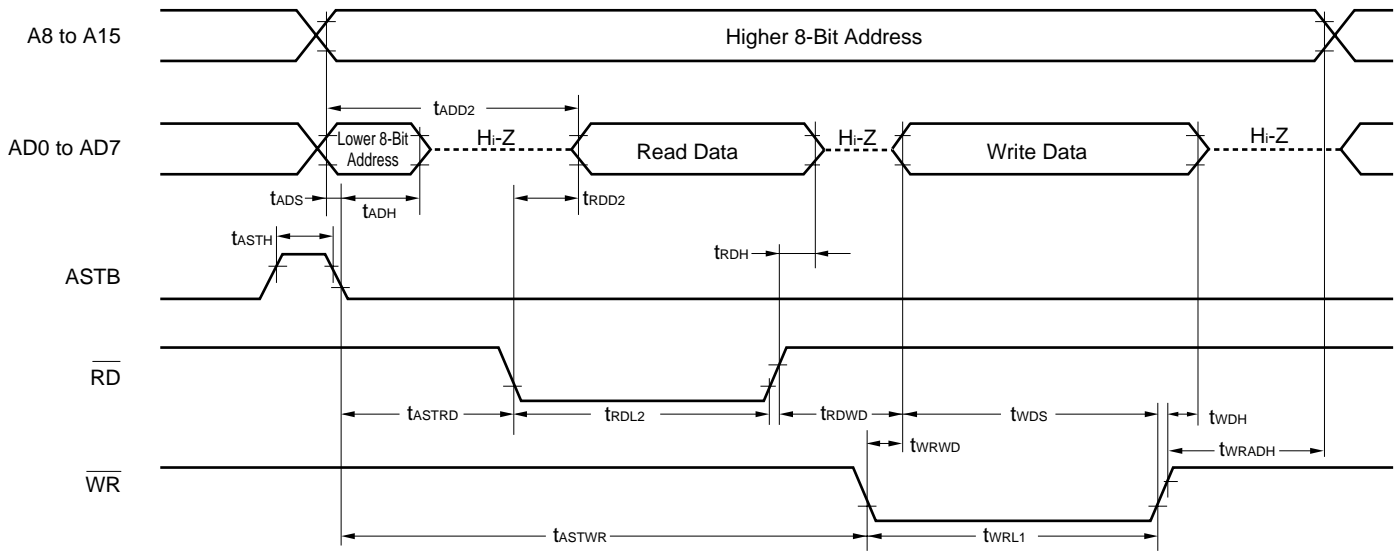 A8 to A15
Higher 8-Bit Address
tADD2
AD0 to AD7
Lower 8-Bit
Address
Hi-Z
Read Data
Hi-Z
Write Data
Hi-Z
tADS
tADH
tRDD2
tASTH
tRDH
ASTB
RD
tASTRD
tRDL2
tRDWD
tWDS
tWDH
tWRWD
tWRADH
WR
tASTWR
tWRL1